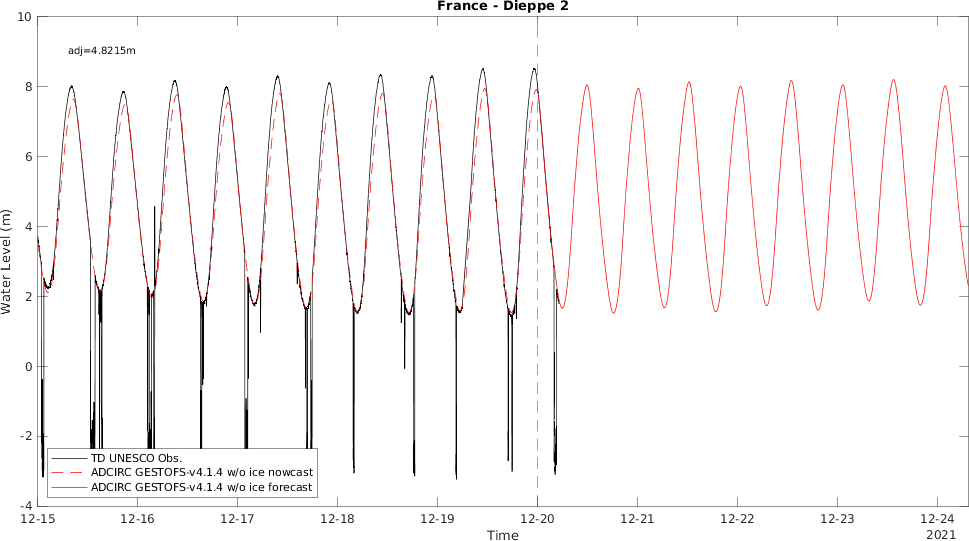 France - Dieppe 2
adj=4.8215m
10
8
6
4
2
0
-2
-4
Water Level (m)
TD UNESCO Obs.
ADCIRC GESTOFS-v4.1.4 w/o ice nowcast
ADCIRC GESTOFS-v4.1.4 w/o ice forecast
12-15 12-16 12-17 12-18 12-19 12-20 12-21 12-22 12-23 12-24
Time
2021